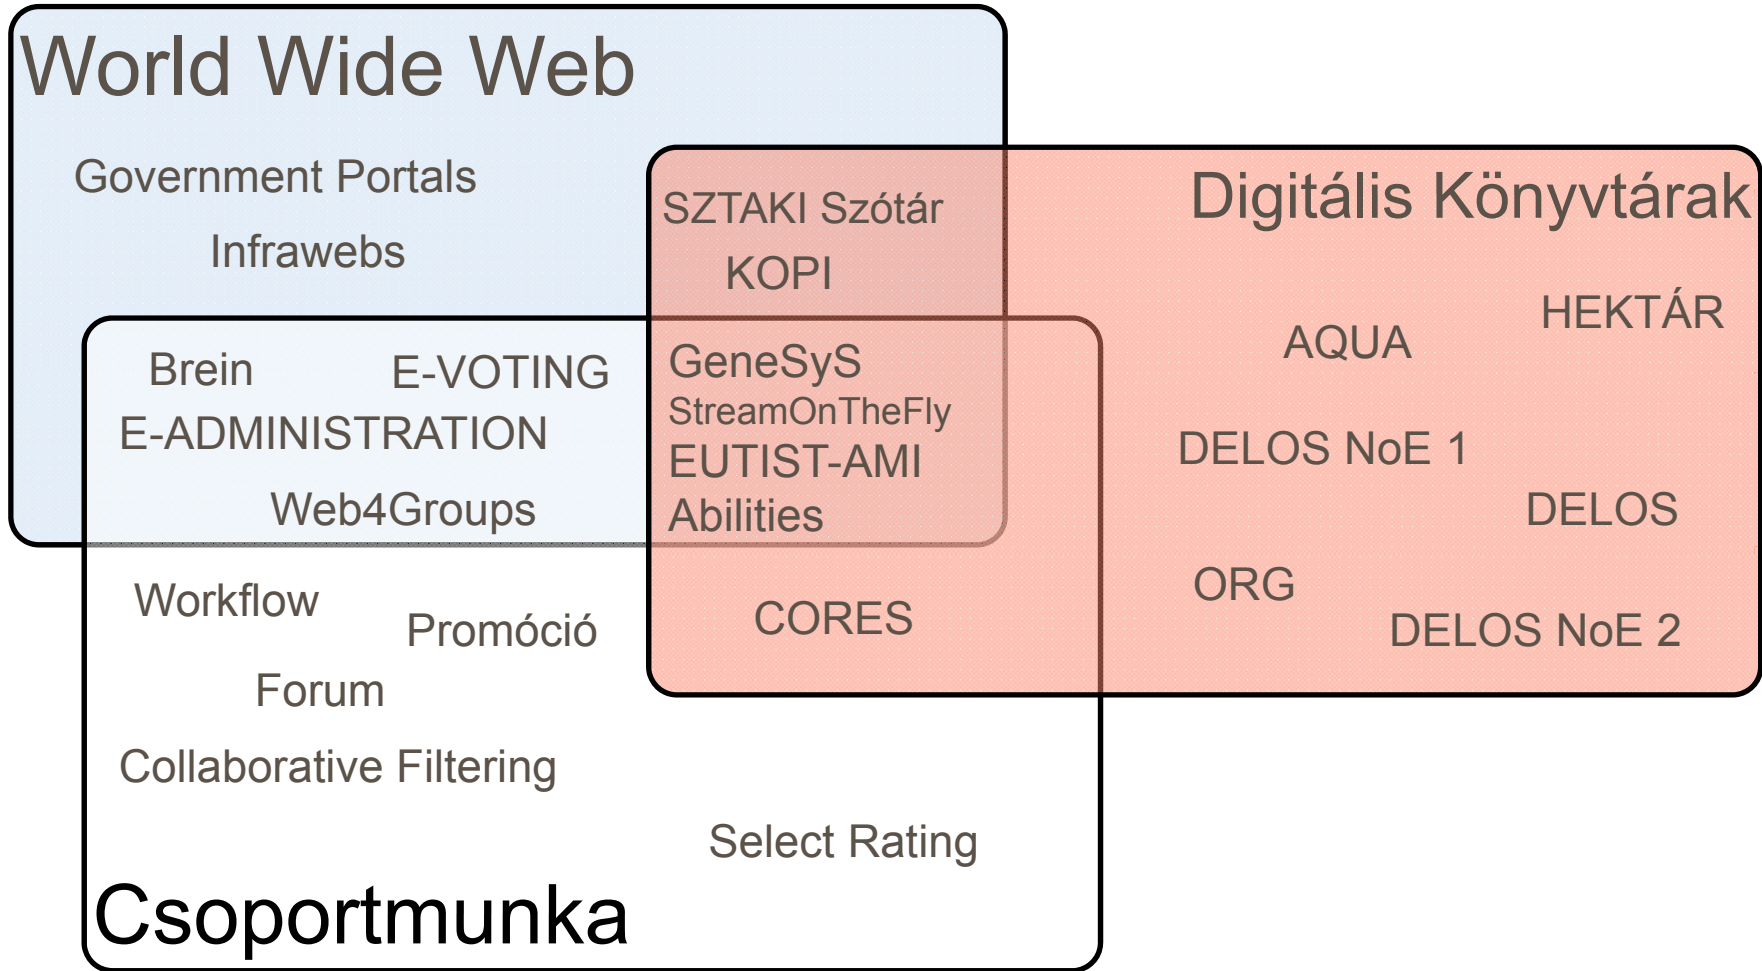 World Wide Web
Government Portals
Infrawebs
SZTAKI Szótár
KOPI
Digitális Könyvtárak
HEKTÁR
AQUA
Brein
E-VOTING
E-ADMINISTRATION
Web4Groups
GeneSyS
StreamOnTheFly
EUTIST-AMI
Abilities
DELOS NoE 1
DELOS
ORG
DELOS NoE 2
Workflow
Promóció
CORES
Forum
Collaborative Filtering
Select Rating
Csoportmunka